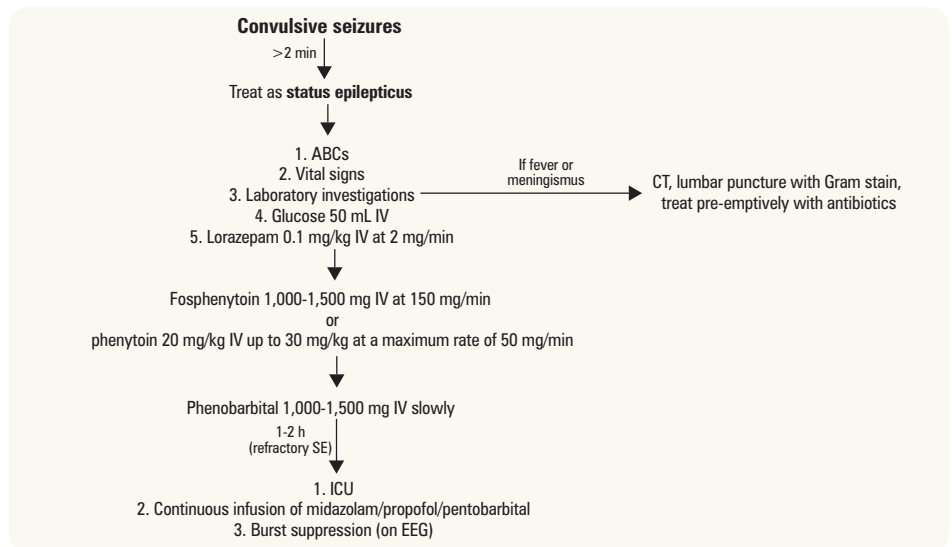 Convulsive seizures
>2 min
Treat as status epilepticus
1. ABCs
2. Vital signs
3. Laboratory investigations
4. Glucose 50 mL IV
5. Lorazepam 0.1 mg/kg IV at 2 mg/min
If fever or
meningismus
CT, lumbar puncture with Gram stain,
treat pre-emptively with antibiotics
Fosphenytoin 1,000-1,500 mg IV at 150 mg/min
or
phenytoin 20 mg/kg IV up to 30 mg/kg at a maximum rate of 50 mg/min
Phenobarbital 1,000-1,500 mg IV slowly
1-2 h
(refractory SE)
1. ICU
2. Continuous infusion of midazolam/propofol/pentobarbital
3. Burst suppression (on EEG)